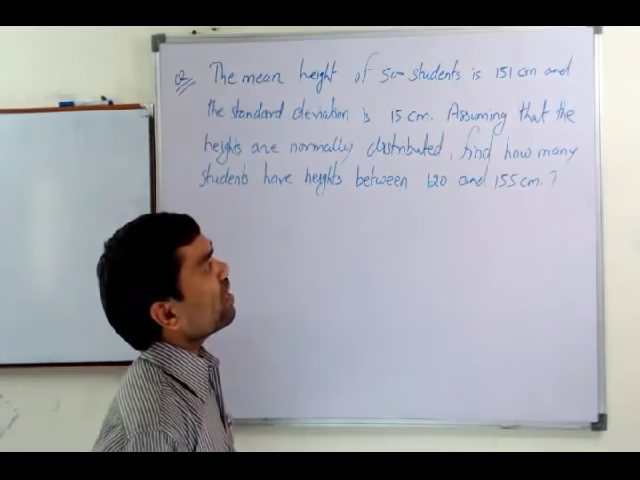 Q. The mean height of 500 students is 151 cm and
the standard deviation is 15 cm. Assuming that the
heights are normally distributed, find how many
students have heights between 120 and 155 cm. ?